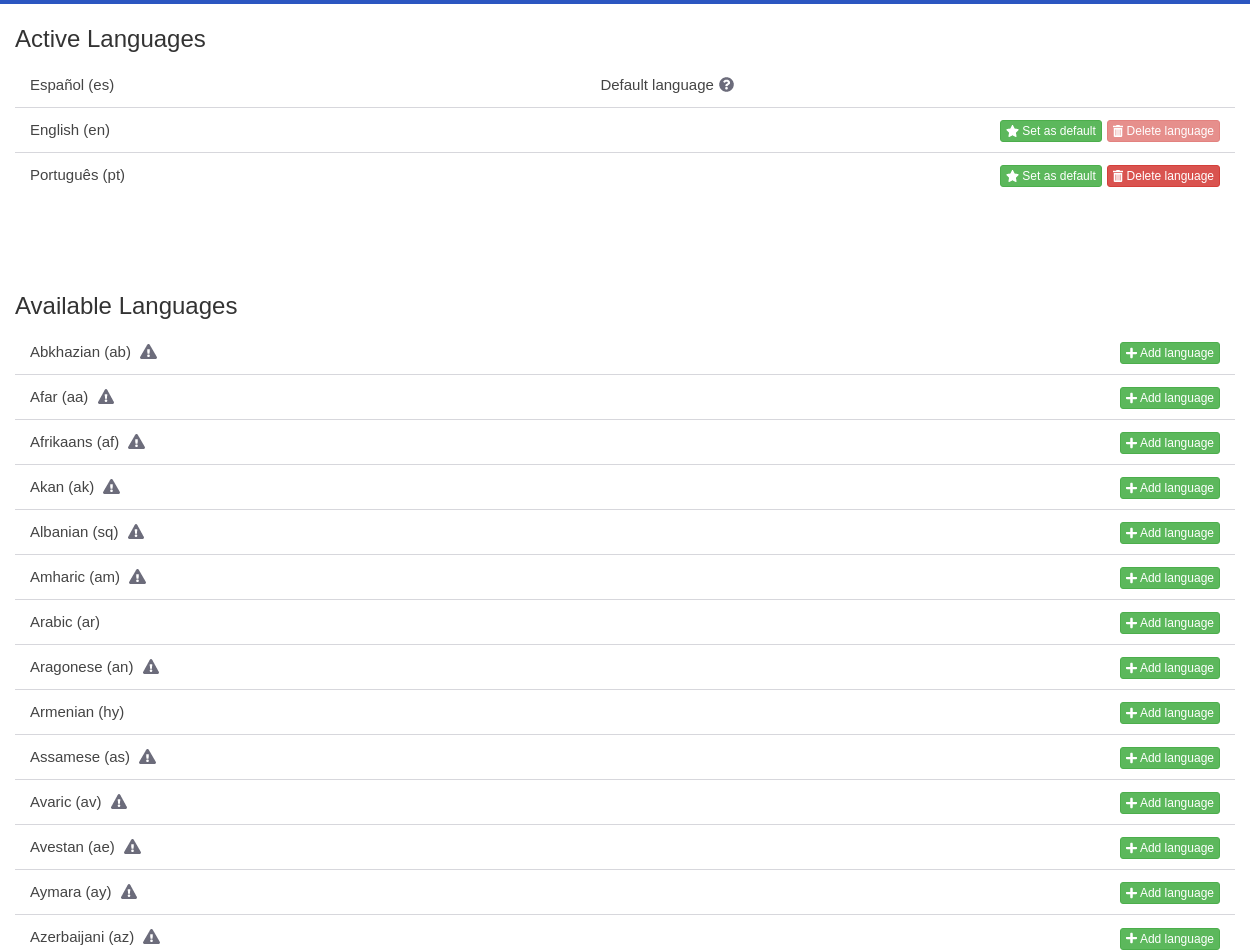 Active Languages
Español (es) Default language
English (en) Set as default Delete language
Português (pt) Set as default Delete language
Available Languages
Abkhazian (ab) Add language
Afar (aa) Add language
Afrikaans (af) Add language
Akan (ak) Add language
Albanian (sq) Add language
Amharic (am) Add language
Arabic (ar) Add language
Aragonese (an) Add language
Armenian (hy) Add language
Assamese (as) Add language
Avaric (av) Add language
Avestan (ae) Add language
Aymara (ay) Add language
Azerbaijani (az) Add language